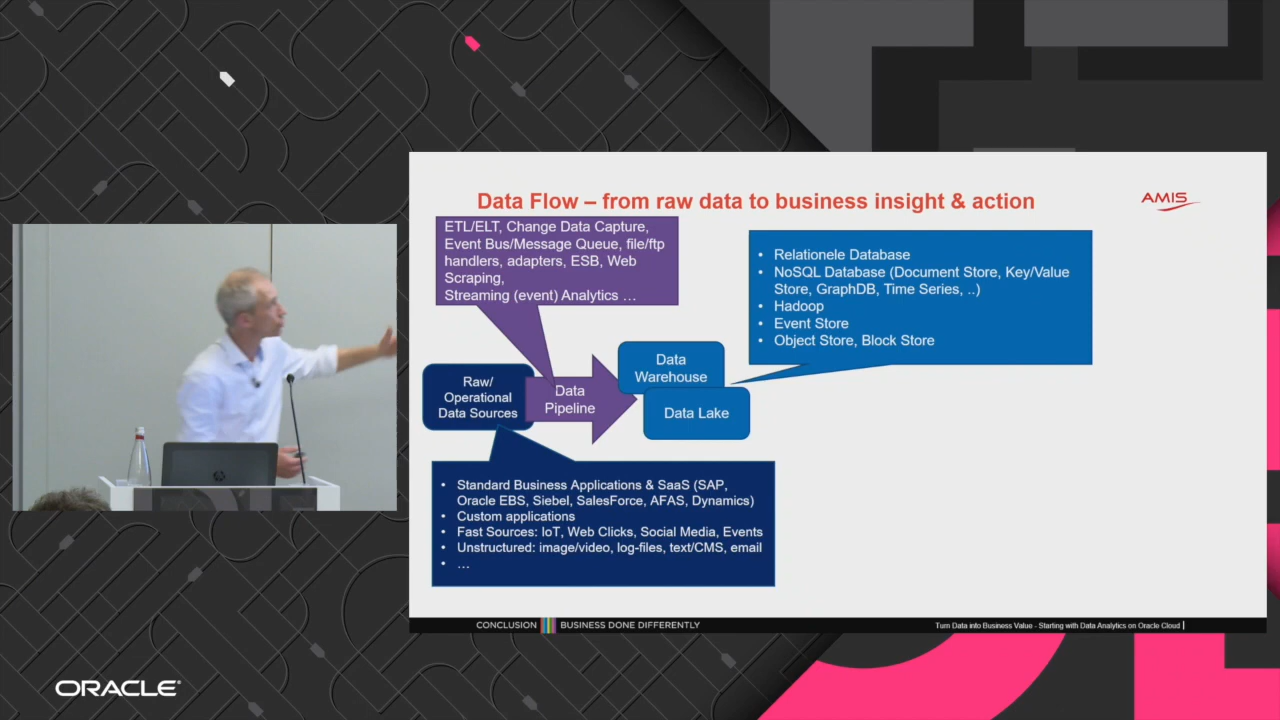 Data Flow – from raw data to business insight & action
AMIS
ETL/ELT, Change Data Capture,
Event Bus/Message Queue, file/ftp
handlers, adapters, ESB, Web
Scraping,
Streaming (event) Analytics ...
• Relationele Database
• NoSQL Database (Document Store, Key/Value
Store, GraphDB, Time Series, ..)
• Hadoop
• Event Store
• Object Store, Block Store
Raw/
Operational
Data Sources
Data
Pipeline
Data
Warehouse
Data Lake
• Standard Business Applications & SaaS (SAP,
Oracle EBS, Siebel, SalesForce, AFAS, Dynamics)
• Custom applications
• Fast Sources: IoT, Web Clicks, Social Media, Events
• Unstructured: image/video, log-files, text/CMS, email
• ...
CONCLUSION BUSINESS DONE DIFFERENTLY
Turn Data into Business Value - Starting with Data Analytics on Oracle Cloud |
ORACLE